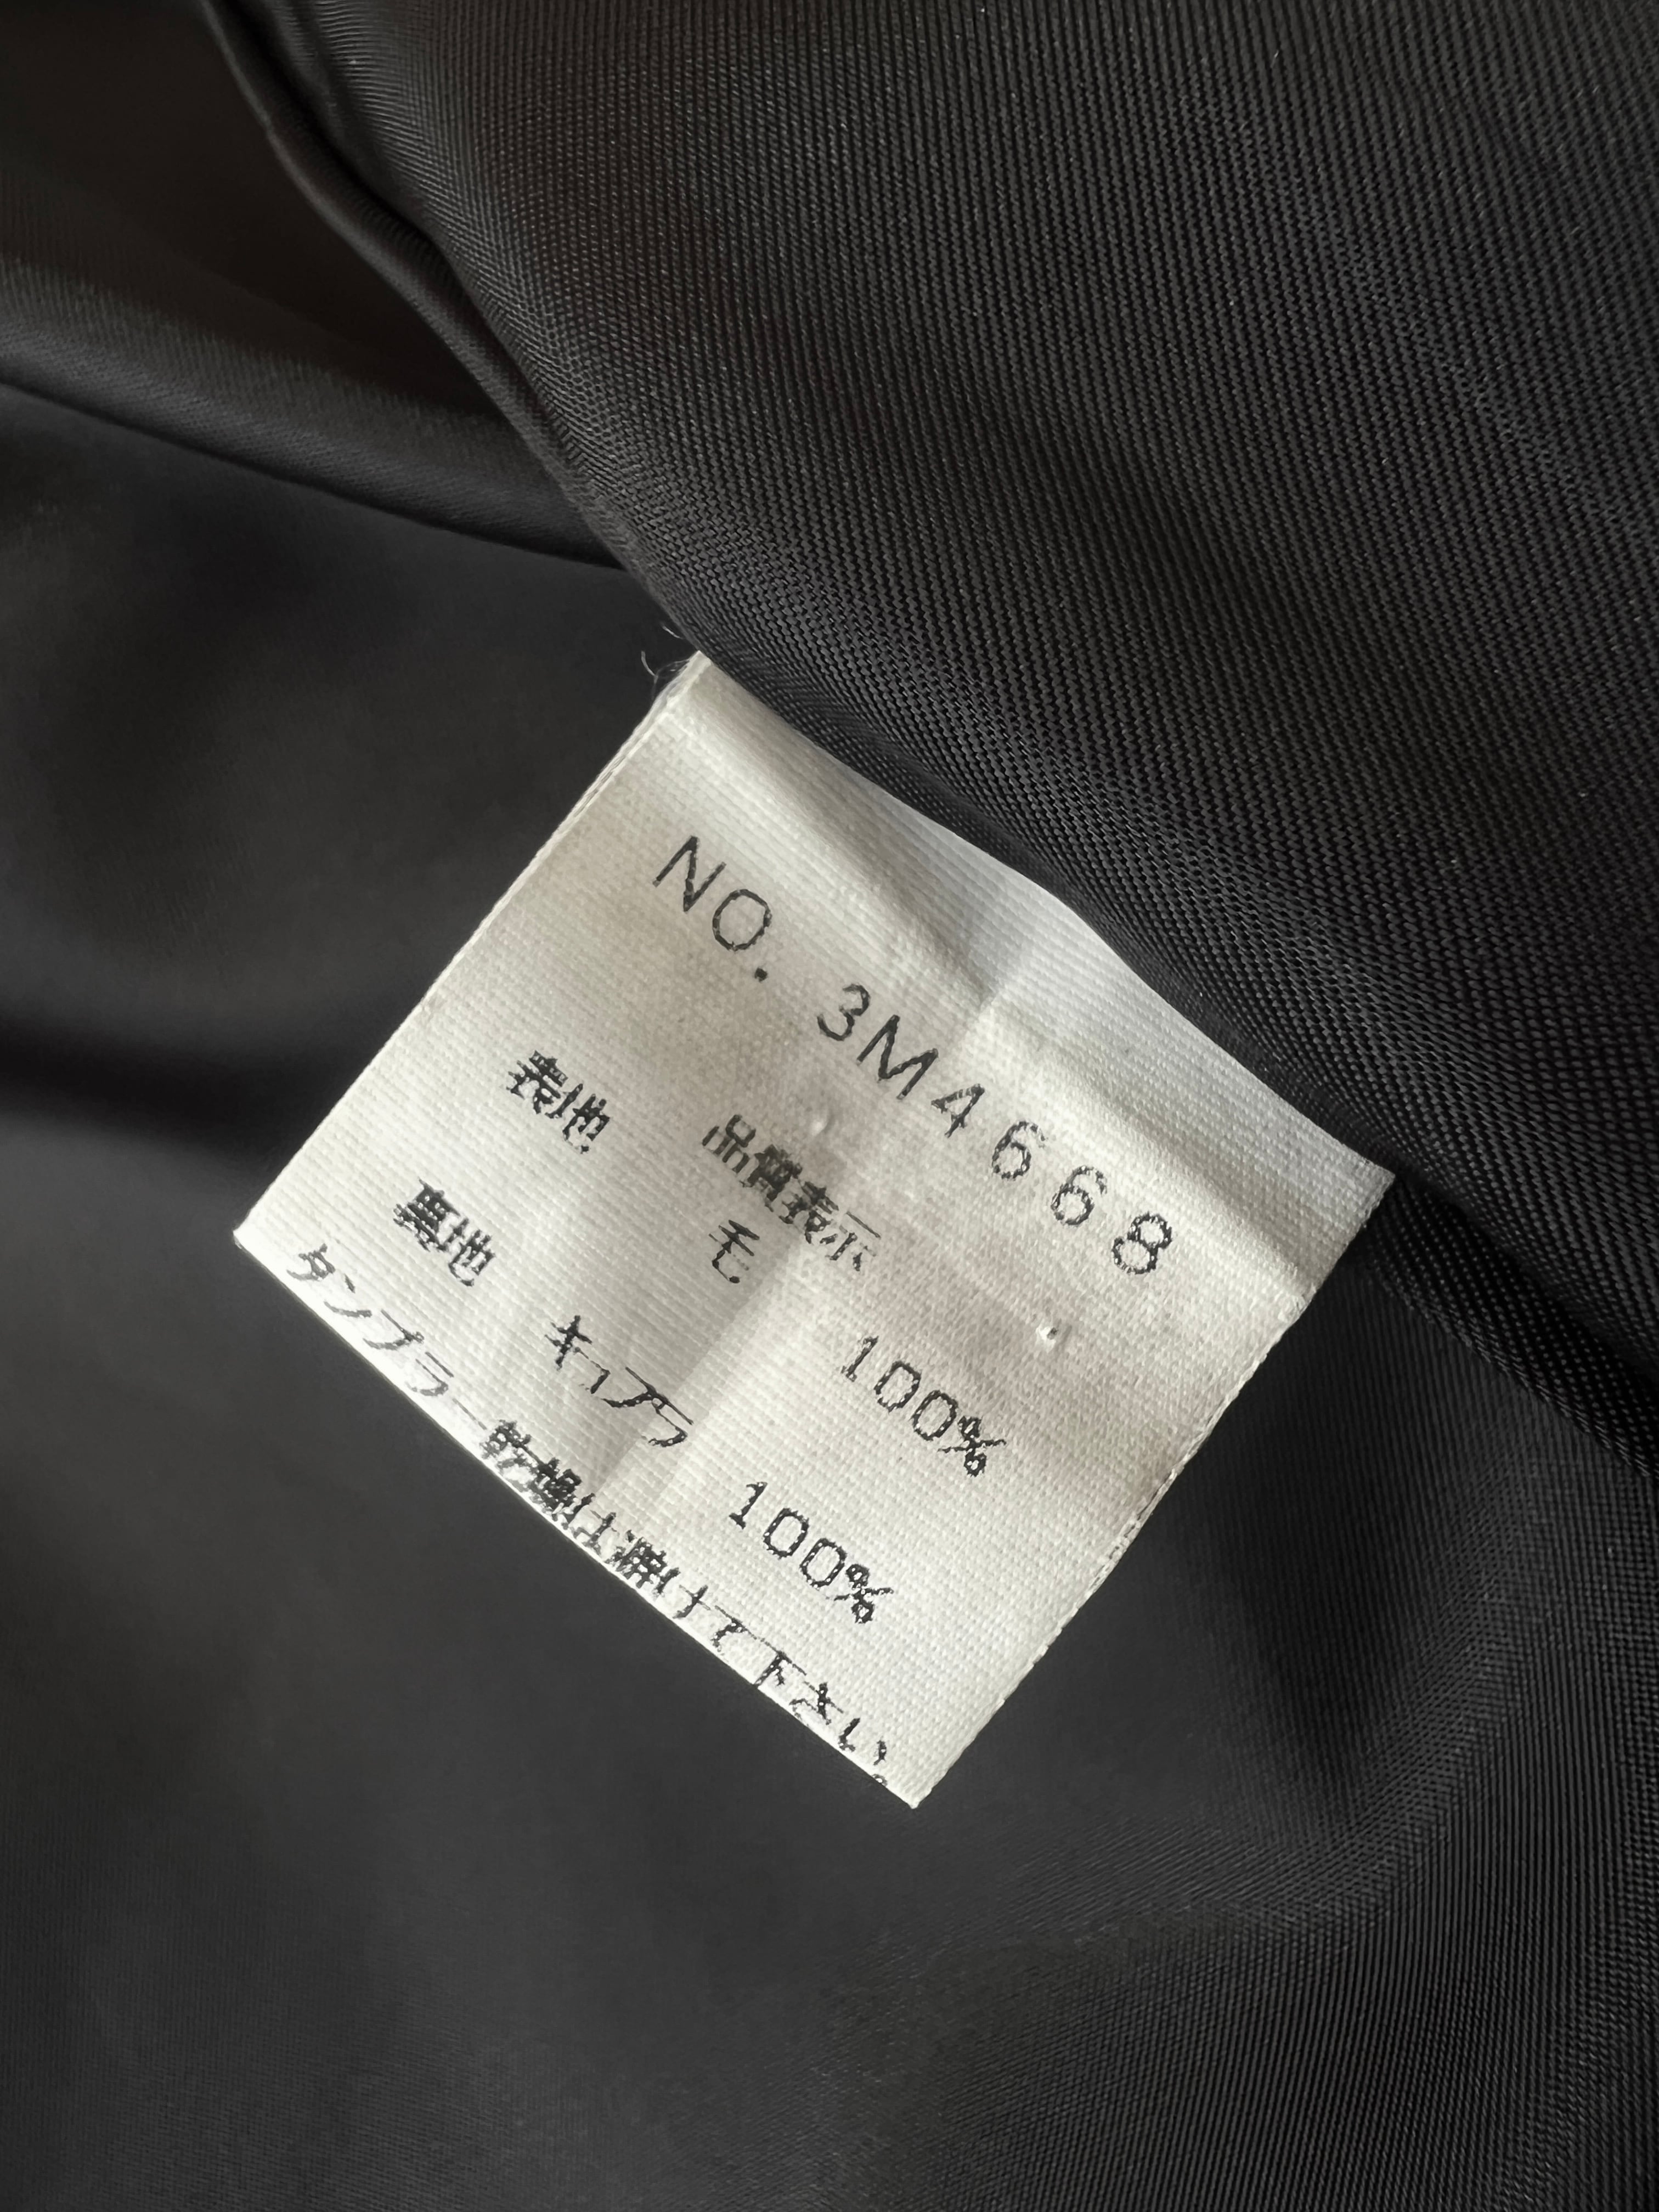 NO. 3M4668
品質表示
表地 毛 100%
裏地 キュプラ 100%
タンブラー乾燥は避けて下さい。